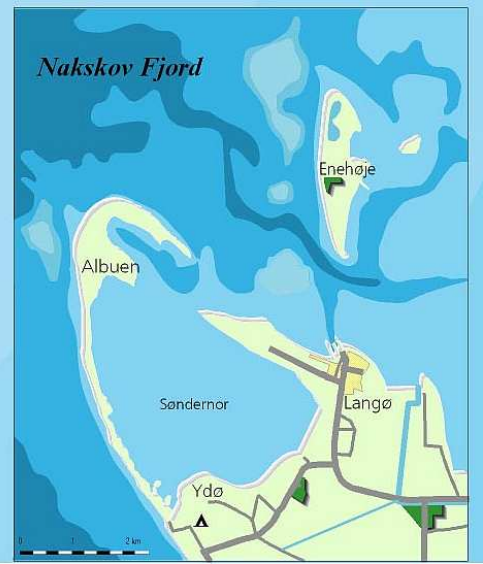 Nakskov Fjord
Enehøje
Albuen
Søndernor
Langø
Ydø
0 1 2 km